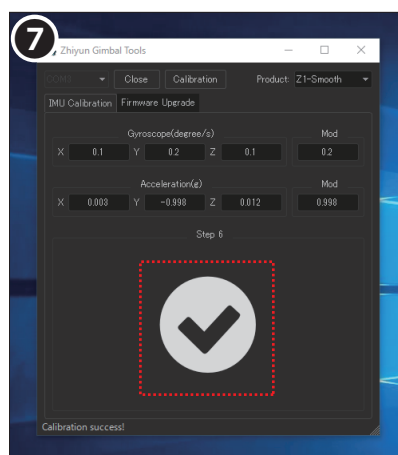 7
Zhiyun Gimbal Tools
COM3 Close Calibration Product: Z1-Smooth
IMU Calibration Firmware Upgrade
Gyroscope(degree/s) Mod
X 0.1 Y 0.2 Z 0.1 0.2
Acceleration(g) Mod
X 0.003 Y -0.998 Z 0.012 0.998
Step 6
Calibration success!